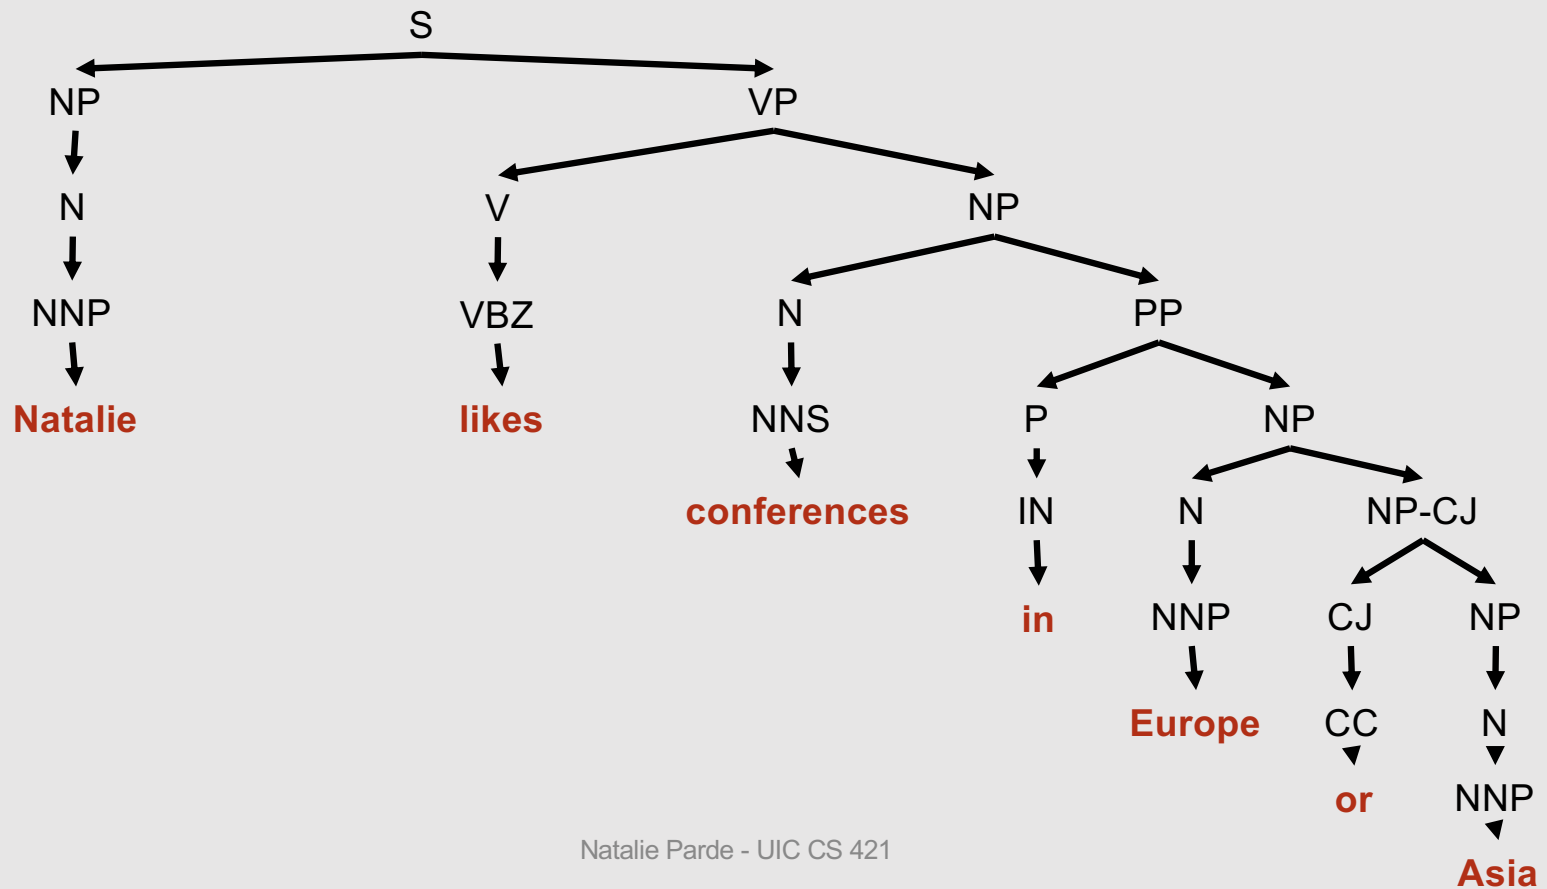 S
NP VP
N V NP
NNP VBZ N PP
Natalie likes NNS P NP
conferences IN N NP-CJ
in NNP CJ NP
Europe CC N
or NNP
Natalie Parde - UIC CS 421
Asia